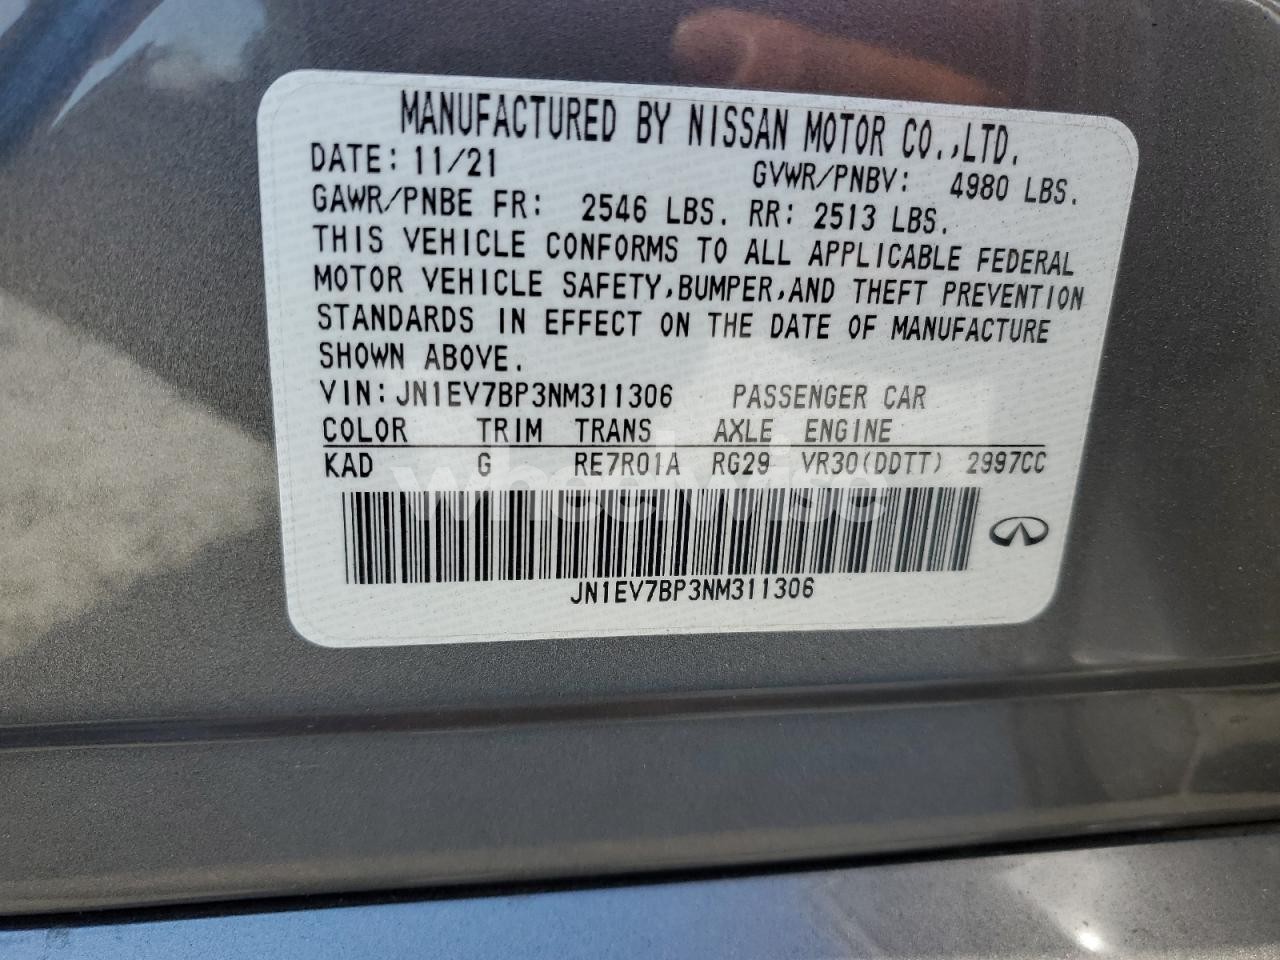 MANUFACTURED BY NISSAN MOTOR CO.,LTD.
DATE: 11/21 GVWR/PNBV: 4980 LBS.
GAWR/PNBE FR: 2546 LBS. RR: 2513 LBS.
THIS VEHICLE CONFORMS TO ALL APPLICABLE FEDERAL
MOTOR VEHICLE SAFETY,BUMPER,AND THEFT PREVENTION
STANDARDS IN EFFECT ON THE DATE OF MANUFACTURE
SHOWN ABOVE.
VIN:JN1EV7BP3NM311306 PASSENGER CAR
COLOR TRIM TRANS AXLE ENGINE
KAD G RE7R01A RG29 VR30(DDTT) 2997CC
wheelwise
JN1EV7BP3NM311306